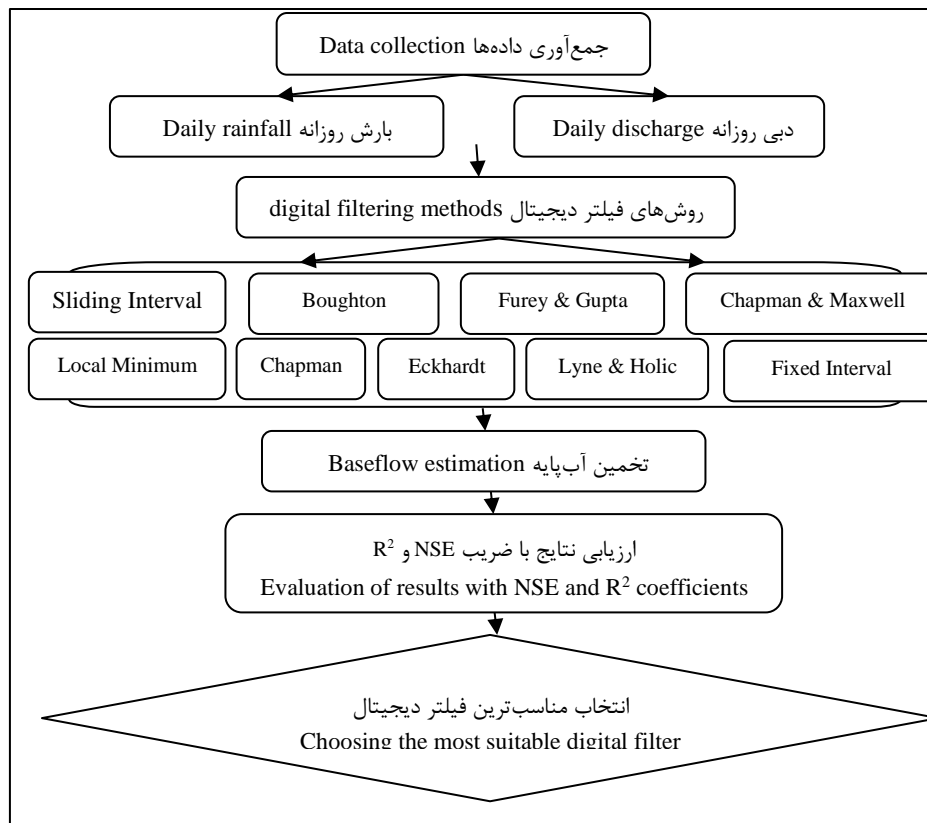 جمع‌آوری داده‌ها Data collection
بارش روزانه Daily rainfall
دبی روزانه Daily discharge
روش‌های فیلتر دیجیتال digital filtering methods
Sliding Interval
Boughton
Furey & Gupta
Chapman & Maxwell
Local Minimum
Chapman
Eckhardt
Lyne & Holic
Fixed Interval
تخمین آب‌پایه Baseflow estimation
ارزیابی نتایج با ضریب NSE و R²
Evaluation of results with NSE and R² coefficients
انتخاب مناسب‌ترین فیلتر دیجیتال
Choosing the most suitable digital filter